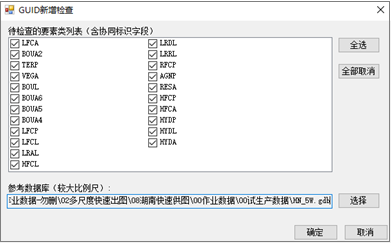 GUID新增检查
待检查的要素类列表（含协同标识字段）
LFCA
BOUA2
TERP
VEGA
BOUL
BOUA6
BOUA5
BOUA4
LFCP
LFCL
LRAL
HFCL
LRDL
LRRL
RFCP
AGNP
RESA
HFCP
HFCA
HYDP
HYDL
HYDA
全选
全部取消
参考数据库（较大比例尺）：
业数据-勿删\02多尺度快速出图\08湖南快速供图\00作业数据\00试生产数据\HN_5W.gdb
选择
确定
取消